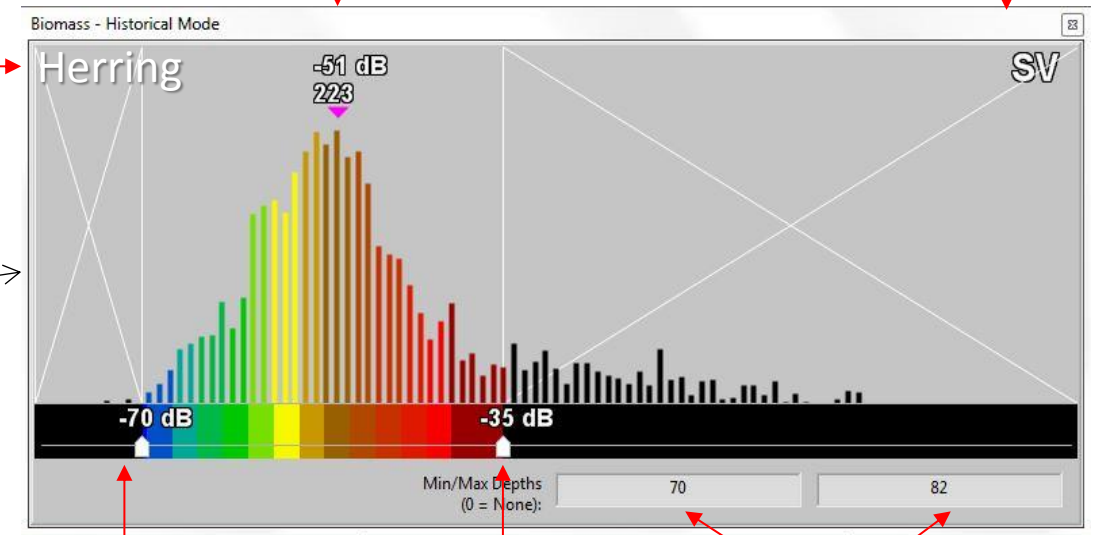 Biomass - Historical Mode
Herring
-51 dB
223
SV
-70 dB
-35 dB
Min/Max Depths
(0 = None):
70
82